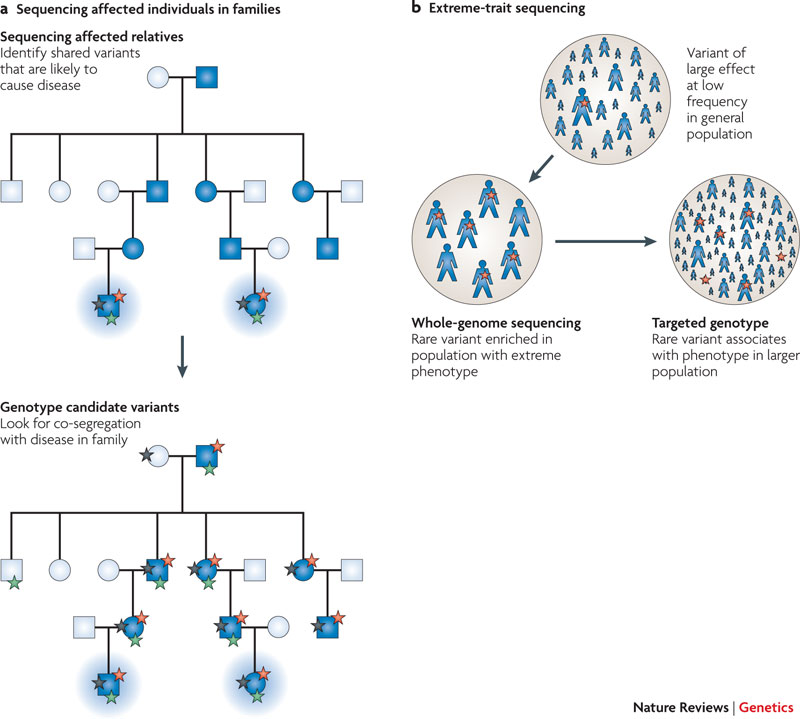 a Sequencing affected individuals in families
Sequencing affected relatives
Identify shared variants
that are likely to
cause disease
Genotype candidate variants
Look for co-segregation
with disease in family
b Extreme-trait sequencing
Variant of
large effect
at low
frequency
in general
population
Whole-genome sequencing
Rare variant enriched in
population with extreme
phenotype
Targeted genotype
Rare variant associates
with phenotype in larger
population
Nature Reviews | Genetics